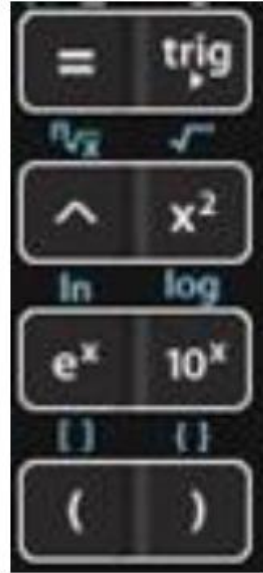 = trig
ⁿ√x √
^ x²
ln log
eˣ 10ˣ
[ ] { }
( )